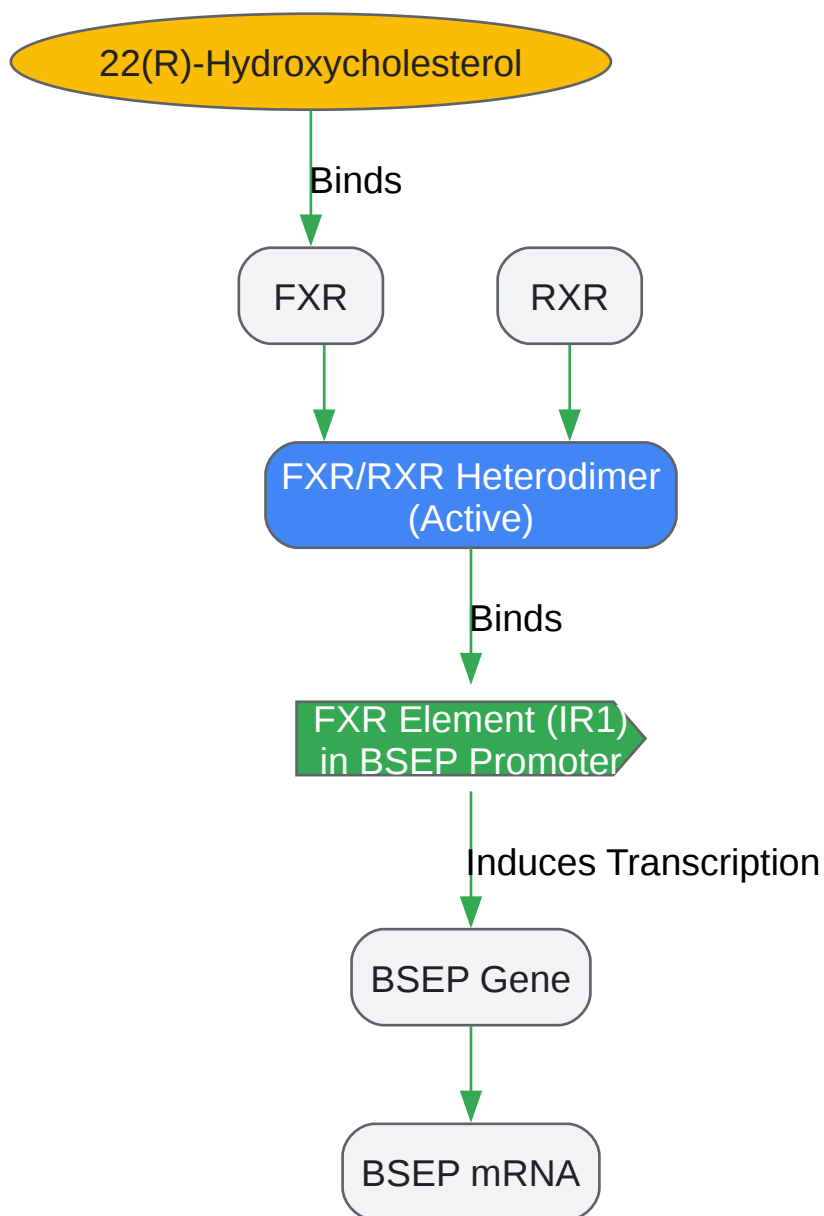 22(R)-Hydroxycholesterol
Binds
FXR
RXR
FXR/RXR Heterodimer
(Active)
Binds
FXR Element (IR1)
in BSEP Promoter
Induces Transcription
BSEP Gene
BSEP mRNA